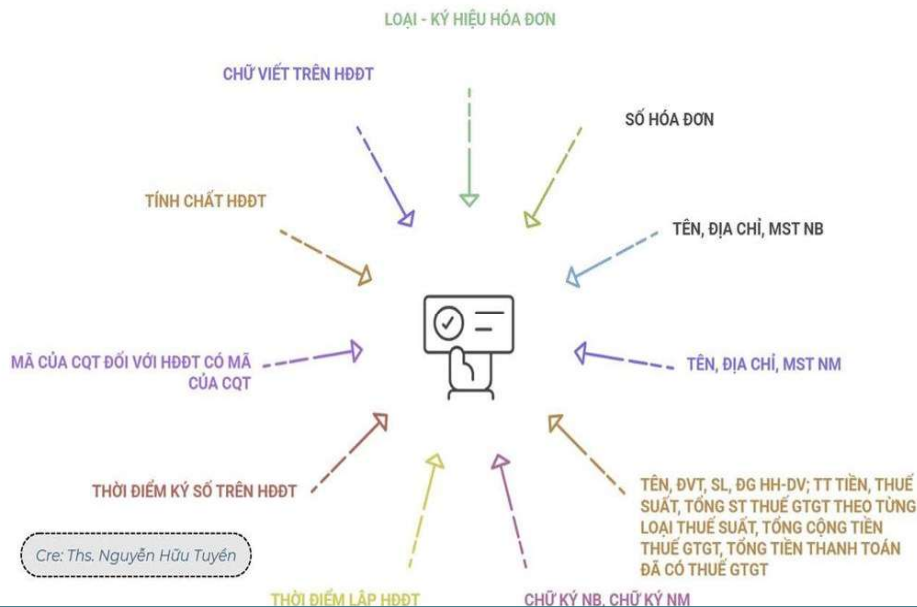 LOẠI - KÝ HIỆU HÓA ĐƠN
CHỮ VIẾT TRÊN HĐĐT
SỐ HÓA ĐƠN
TÍNH CHẤT HĐĐT
TÊN, ĐỊA CHỈ, MST NB
MÃ CỦA CQT ĐỐI VỚI HĐĐT CÓ MÃ
CỦA CQT
TÊN, ĐỊA CHỈ, MST NM
THỜI ĐIỂM KÝ SỐ TRÊN HĐĐT
TÊN, ĐVT, SL, ĐG HH-DV; TT TIỀN, THUẾ
SUẤT, TỔNG ST THUẾ GTGT THEO TỪNG
LOẠI THUẾ SUẤT, TỔNG CỘNG TIỀN
THUẾ GTGT, TỔNG TIỀN THANH TOÁN
ĐÃ CÓ THUẾ GTGT
Cre: Ths. Nguyễn Hữu Tuyền
THỜI ĐIỂM LẬP HĐĐT
CHỮ KÝ NB, CHỮ KÝ NM